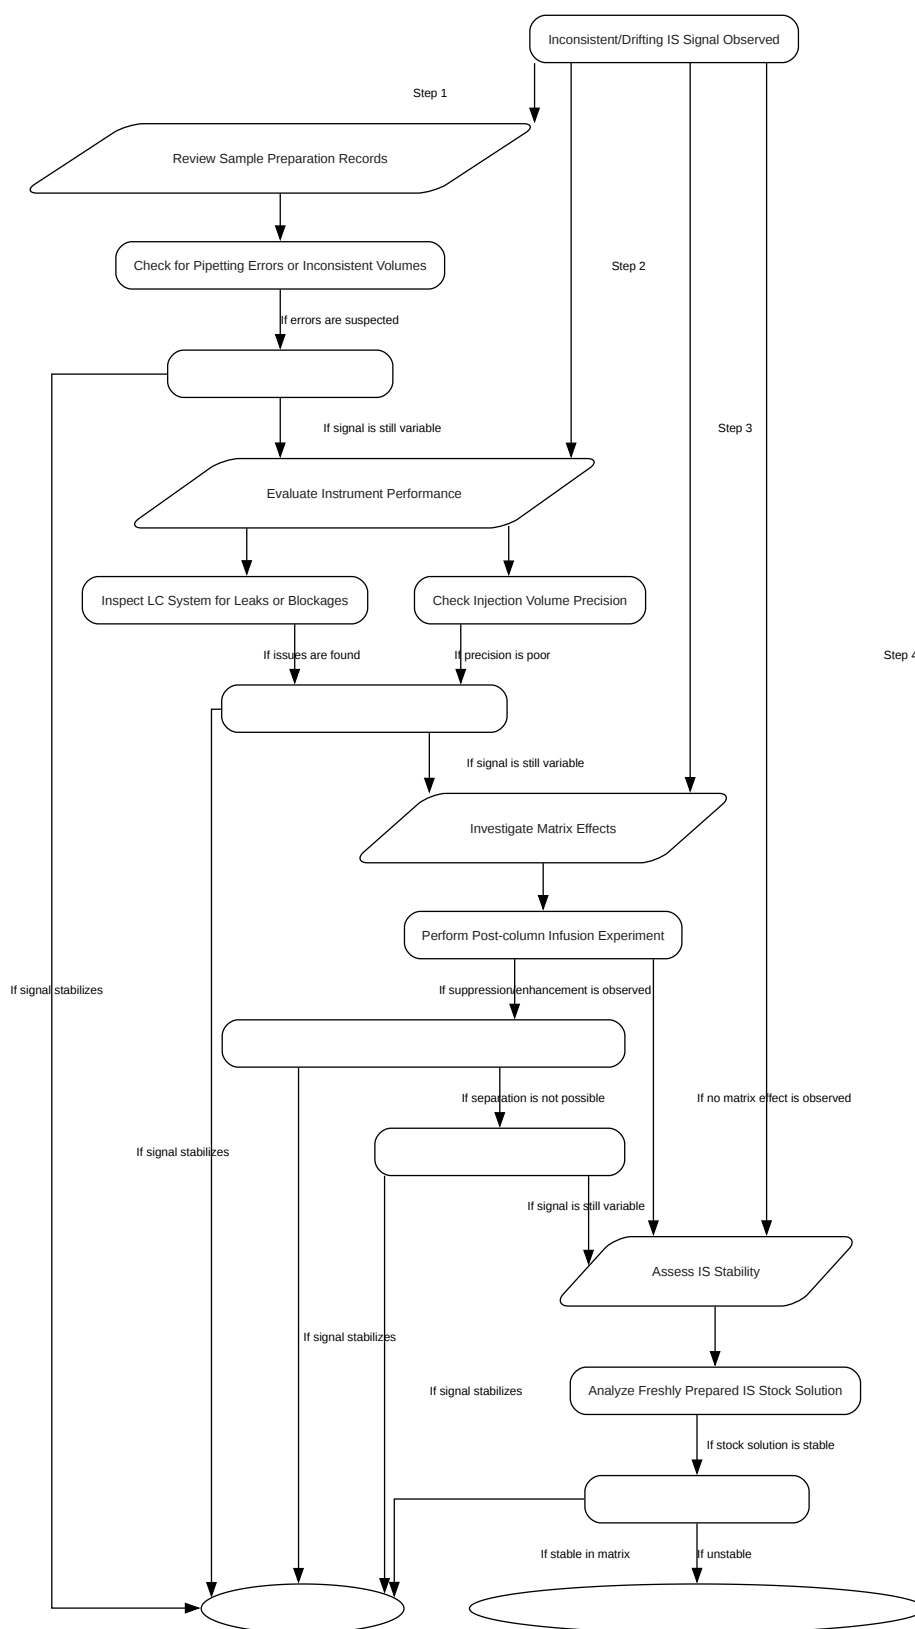 Inconsistent/Drifting IS Signal Observed
Step 1
Review Sample Preparation Records
Check for Pipetting Errors or Inconsistent Volumes
Step 2
If errors are suspected
If signal is still variable
Step 3
Evaluate Instrument Performance
Inspect LC System for Leaks or Blockages
Check Injection Volume Precision
If issues are found
If precision is poor
Step 4
If signal is still variable
Investigate Matrix Effects
Perform Post-column Infusion Experiment
If signal stabilizes
If suppression/enhancement is observed
If separation is not possible
If no matrix effect is observed
If signal stabilizes
If signal is still variable
Assess IS Stability
If signal stabilizes
If signal stabilizes
Analyze Freshly Prepared IS Stock Solution
If stock solution is stable
If stable in matrix
If unstable